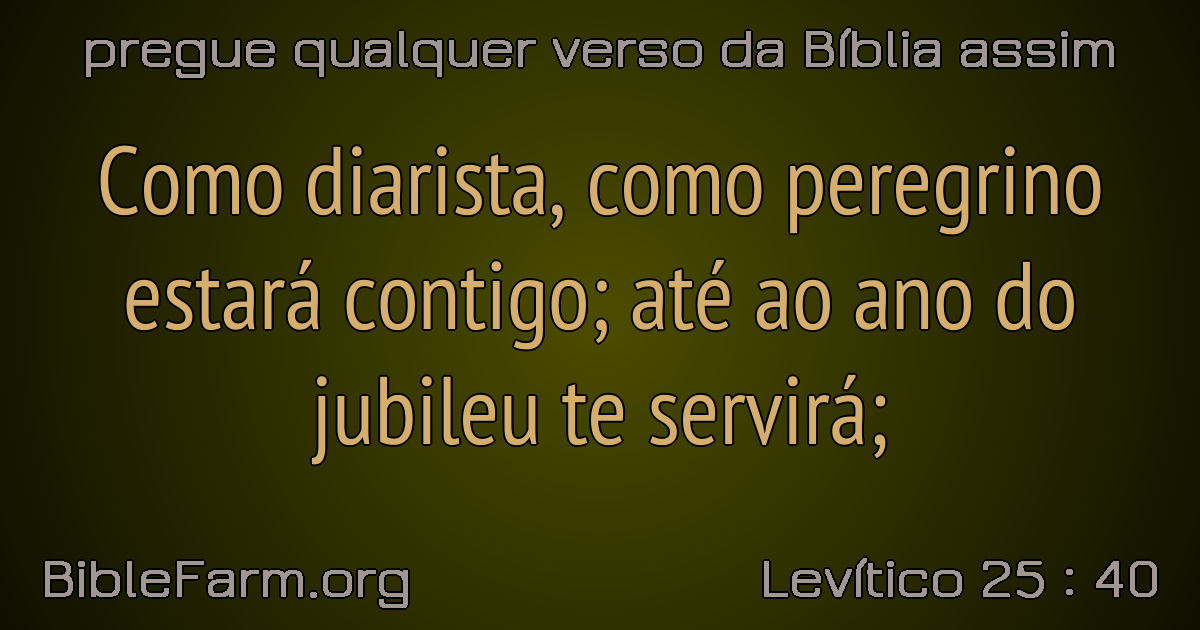 pregue qualquer verso da Bíblia assim
Como diarista, como peregrino
estará contigo; até ao ano do
jubileu te servirá;
BibleFarm.org
Levítico 25 : 40